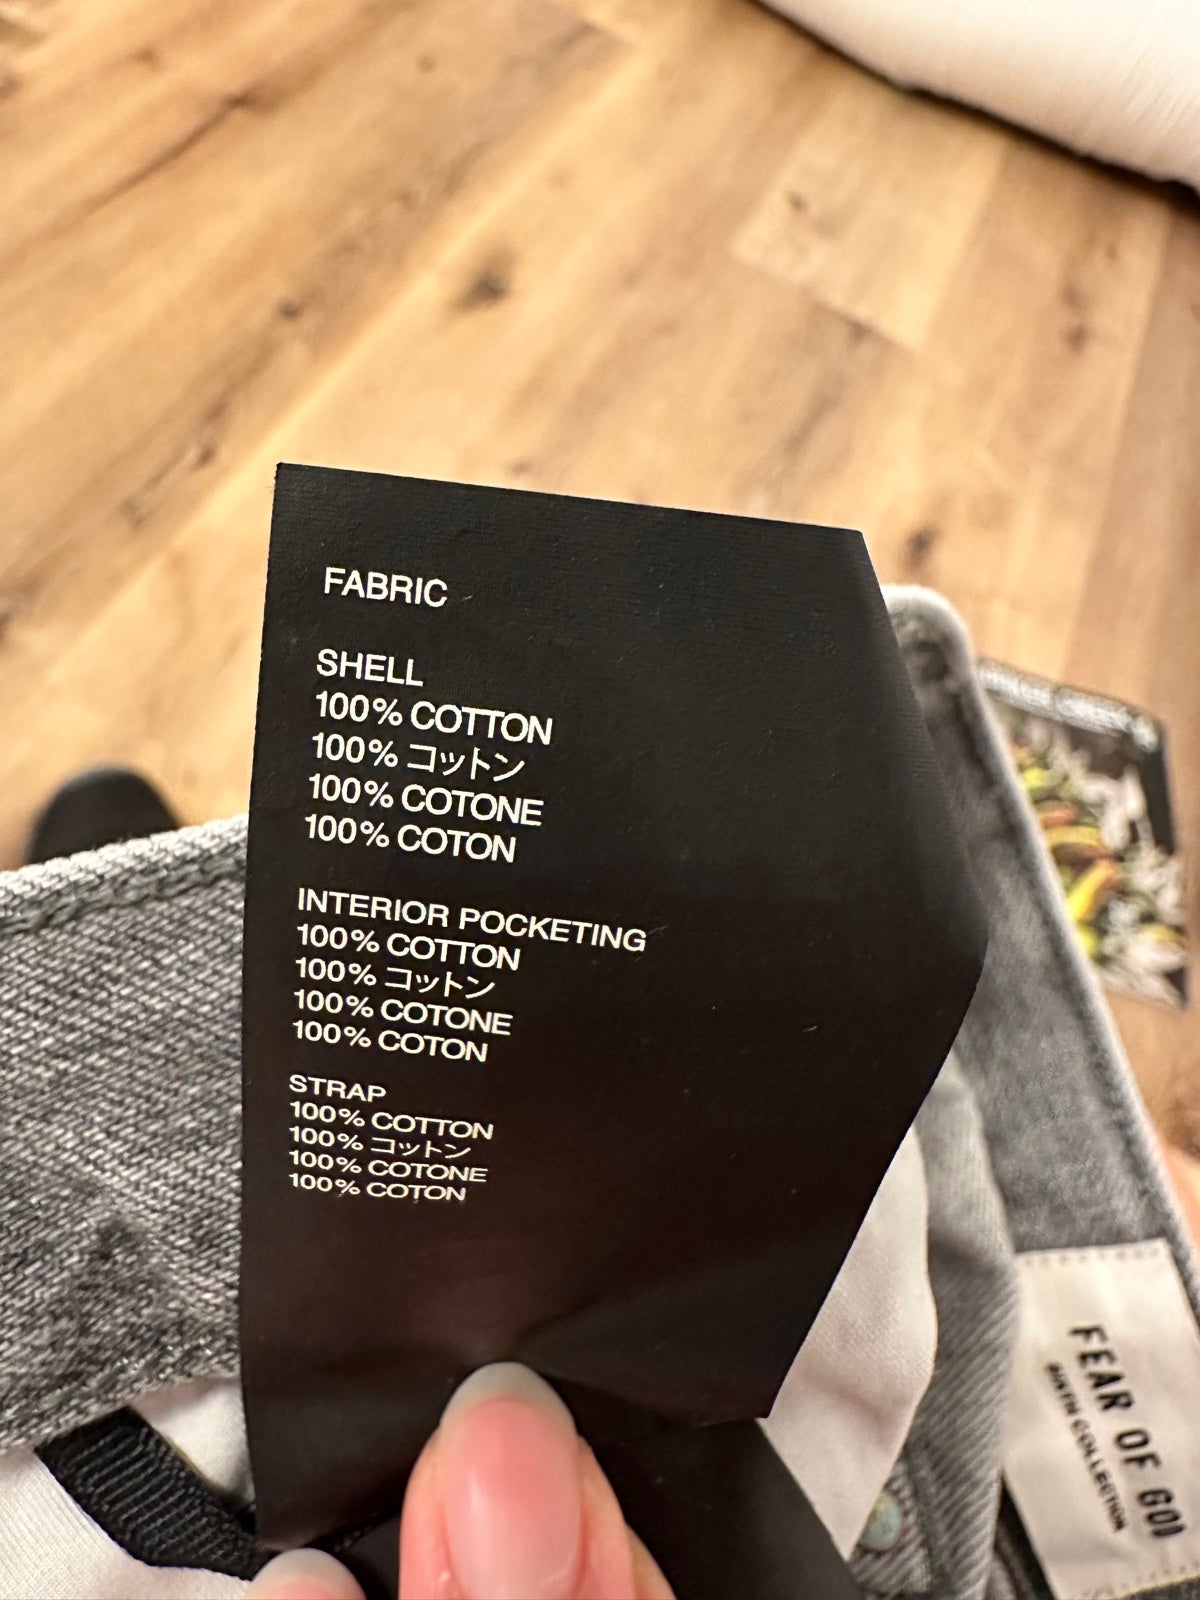 FABRIC
SHELL
100% COTTON
100% コットン
100% COTONE
100% COTON
INTERIOR POCKETING
100% COTTON
100% コットン
100% COTONE
100% COTON
STRAP
100% COTTON
100% コットン
100% COTONE
100% COTON
FEAR OF GOD
SIXTH COLLECTION